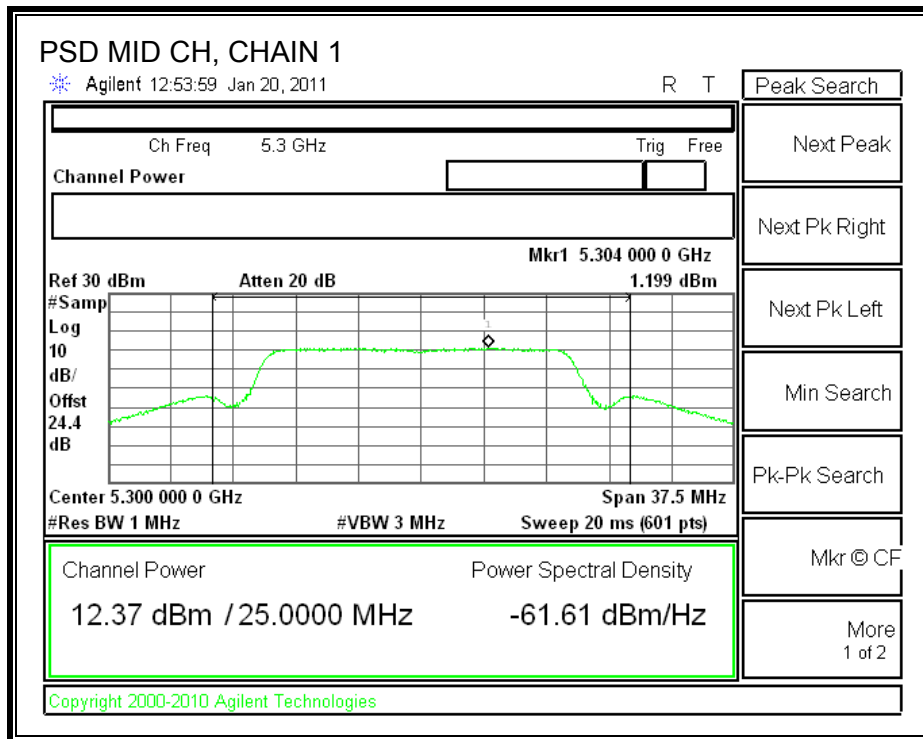 PSD MID CH, CHAIN 1
Agilent 12:53:59 Jan 20, 2011 R T
Peak Search
Ch Freq 5.3 GHz Trig Free
Next Peak
Channel Power
Next Pk Right
Mkr1 5.304 000 0 GHz
Ref 30 dBm Atten 20 dB 1.199 dBm
#Samp
Log
10
dB/
Offst
24.4
dB
1
Next Pk Left
Min Search
Pk-Pk Search
Center 5.300 000 0 GHz Span 37.5 MHz
#Res BW 1 MHz #VBW 3 MHz Sweep 20 ms (601 pts)
Channel Power Power Spectral Density
Mkr © CF
12.37 dBm / 25.0000 MHz -61.61 dBm/Hz
More
1 of 2
Copyright 2000-2010 Agilent Technologies